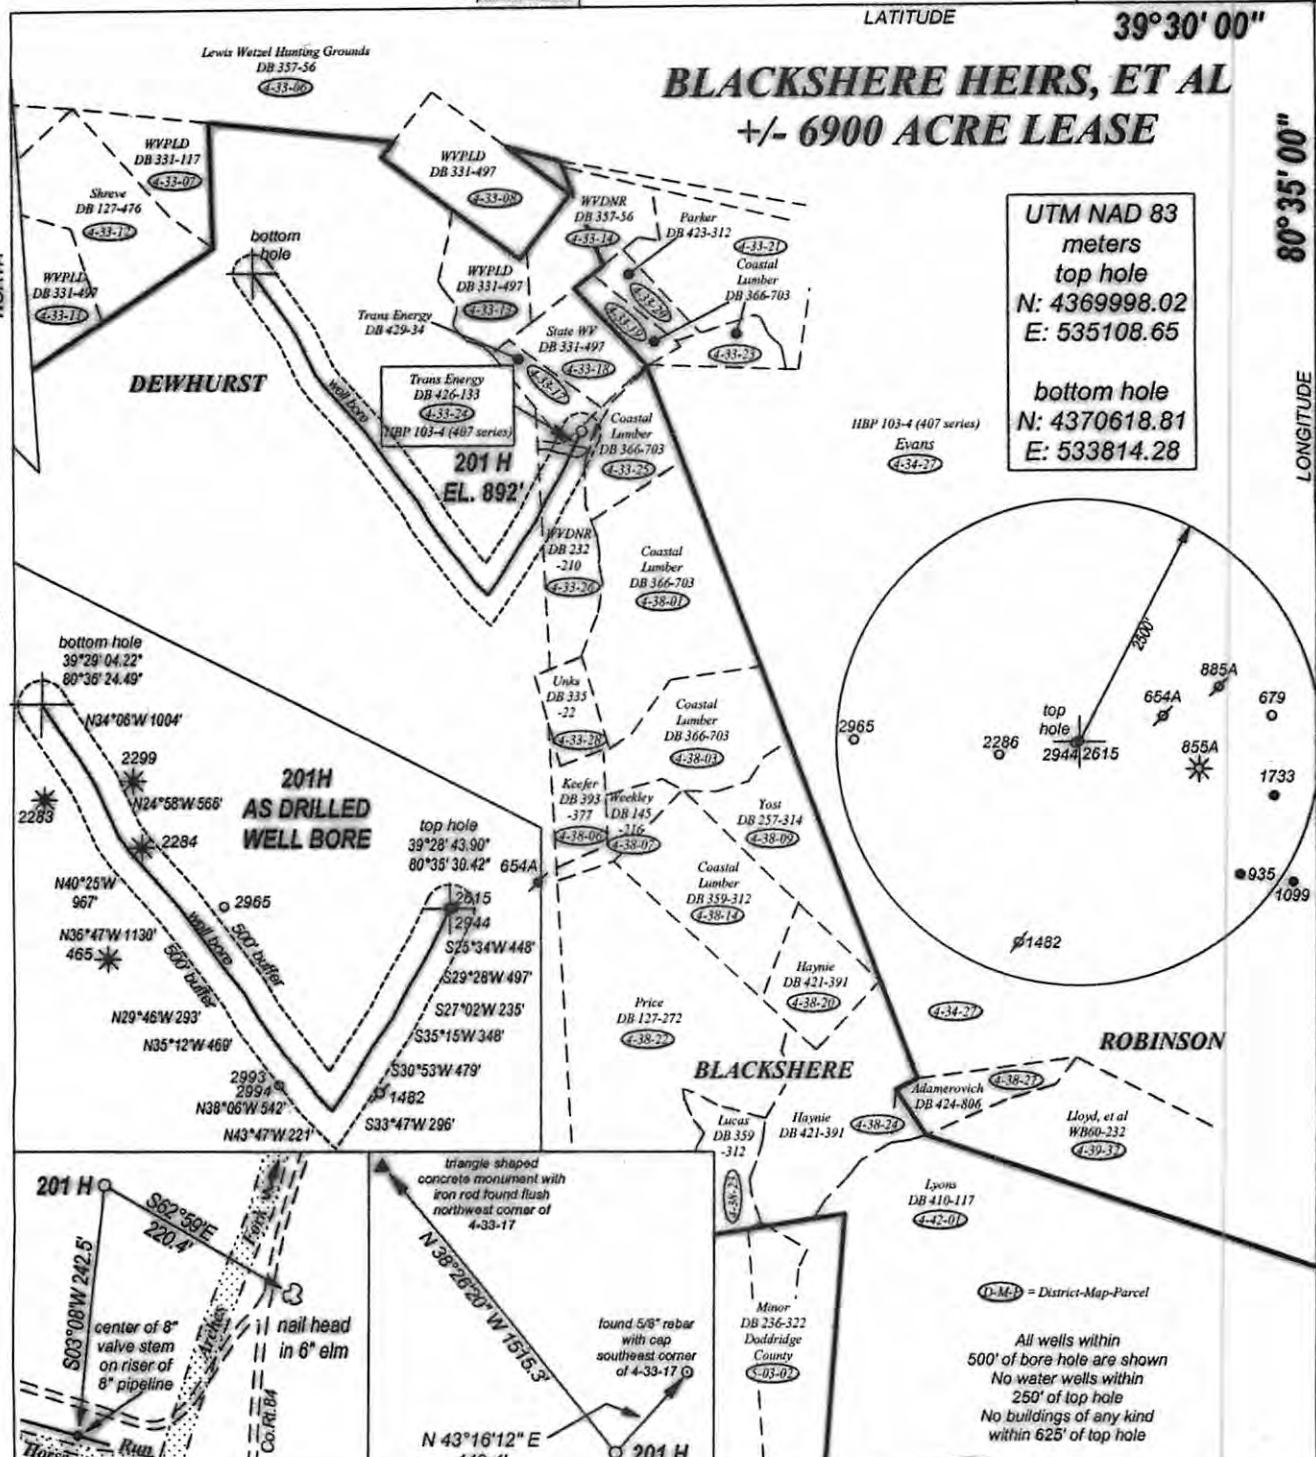 LATITUDE
39°30'00"
BLACKSHERE HEIRS, ET AL
+/- 6900 ACRE LEASE
80°35'00"
LONGITUDE
UTM NAD 83
meters
top hole
N: 4369998.02
E: 535108.65
bottom hole
N: 4370618.81
E: 533814.28
Lewis Wetzel Hunting Grounds
DB 357-56
4-33-06
WVPLD
DB 331-117
4-33-07
Shreve
DB 127-476
4-33-12
WVPLD
DB 331-497
4-33-11
bottom
hole
WVPLD
DB 331-497
4-33-08
WVDNR
DB 357-56
4-33-14
Parker
DB 423-312
4-33-21
Coastal
Lumber
DB 366-703
4-33-20
4-33-19
4-33-23
WVPLD
DB 331-497
4-33-13
Trans Energy
DB 429-34
State WV
DB 331-497
4-33-18
4-33-17
DEWHURST
well bore
Trans Energy
DB 426-133
4-33-24
HBP 103-4 (407 series)
201 H
EL. 892'
Coastal
Lumber
DB 366-703
4-33-25
HBP 103-4 (407 series)
Evans
4-34-27
WVDNR
DB 232
-210
4-33-26
Coastal
Lumber
DB 366-703
4-38-01
2500'
885A
654A
679
top
hole
2965
2286
2944
2615
855A
1733
935
1099
1482
Unks
DB 335
-22
4-33-28
Coastal
Lumber
DB 366-703
4-38-03
Keefer
DB 393
-377
4-38-06
Weekley
DB 145
-216
4-38-07
Yost
DB 257-314
4-38-09
Coastal
Lumber
DB 359-312
4-38-14
Haynie
DB 421-391
4-38-20
Price
DB 127-272
4-38-22
4-34-27
BLACKSHERE
ROBINSON
Adamerovich
DB 424-806
4-38-21
Lucas
DB 359
-312
4-38-23
Haynie
DB 421-391
4-38-24
Lloyd, et al
WB60-232
4-39-32
Lyons
DB 410-117
4-42-01
Minor
DB 236-322
Doddridge
County
5-03-02
bottom hole
39°29'04.22"
80°36'24.49"
N34°06'W 1004'
2299
2283
N24°58'W 566'
2284
201H
AS DRILLED
WELL BORE
N40°25'W
967'
2965
N36°47'W 1130'
465
well bore
500' buffer
500' buffer
top hole
39°28'43.90"
80°35'30.42"
654A
2615
2944
S25°34'W 448'
S29°28'W 497'
S27°02'W 235'
S35°15'W 348'
S30°53'W 479'
1482
S33°47'W 296'
N29°46'W 293'
N35°12'W 469'
2993
2994
N38°06'W 542'
N43°47'W 221'
201 H
S62°59'E
220.4'
S03°08'W 242.5'
center of 8"
valve stem
on riser of
8" pipeline
nail head
in 6" elm
Arches
Fork
Co.Rt.84
Run
triangle shaped
concrete monument with
iron rod found flush
northwest corner of
4-33-17
N 38°26'20" W 1515.3'
found 5/8" rebar
with cap
southeast corner
of 4-33-17
N 43°16'12" E
201 H
D-M-P = District-Map-Parcel
All wells within
500' of bore hole are shown
No water wells within
250' of top hole
No buildings of any kind
within 625' of top hole